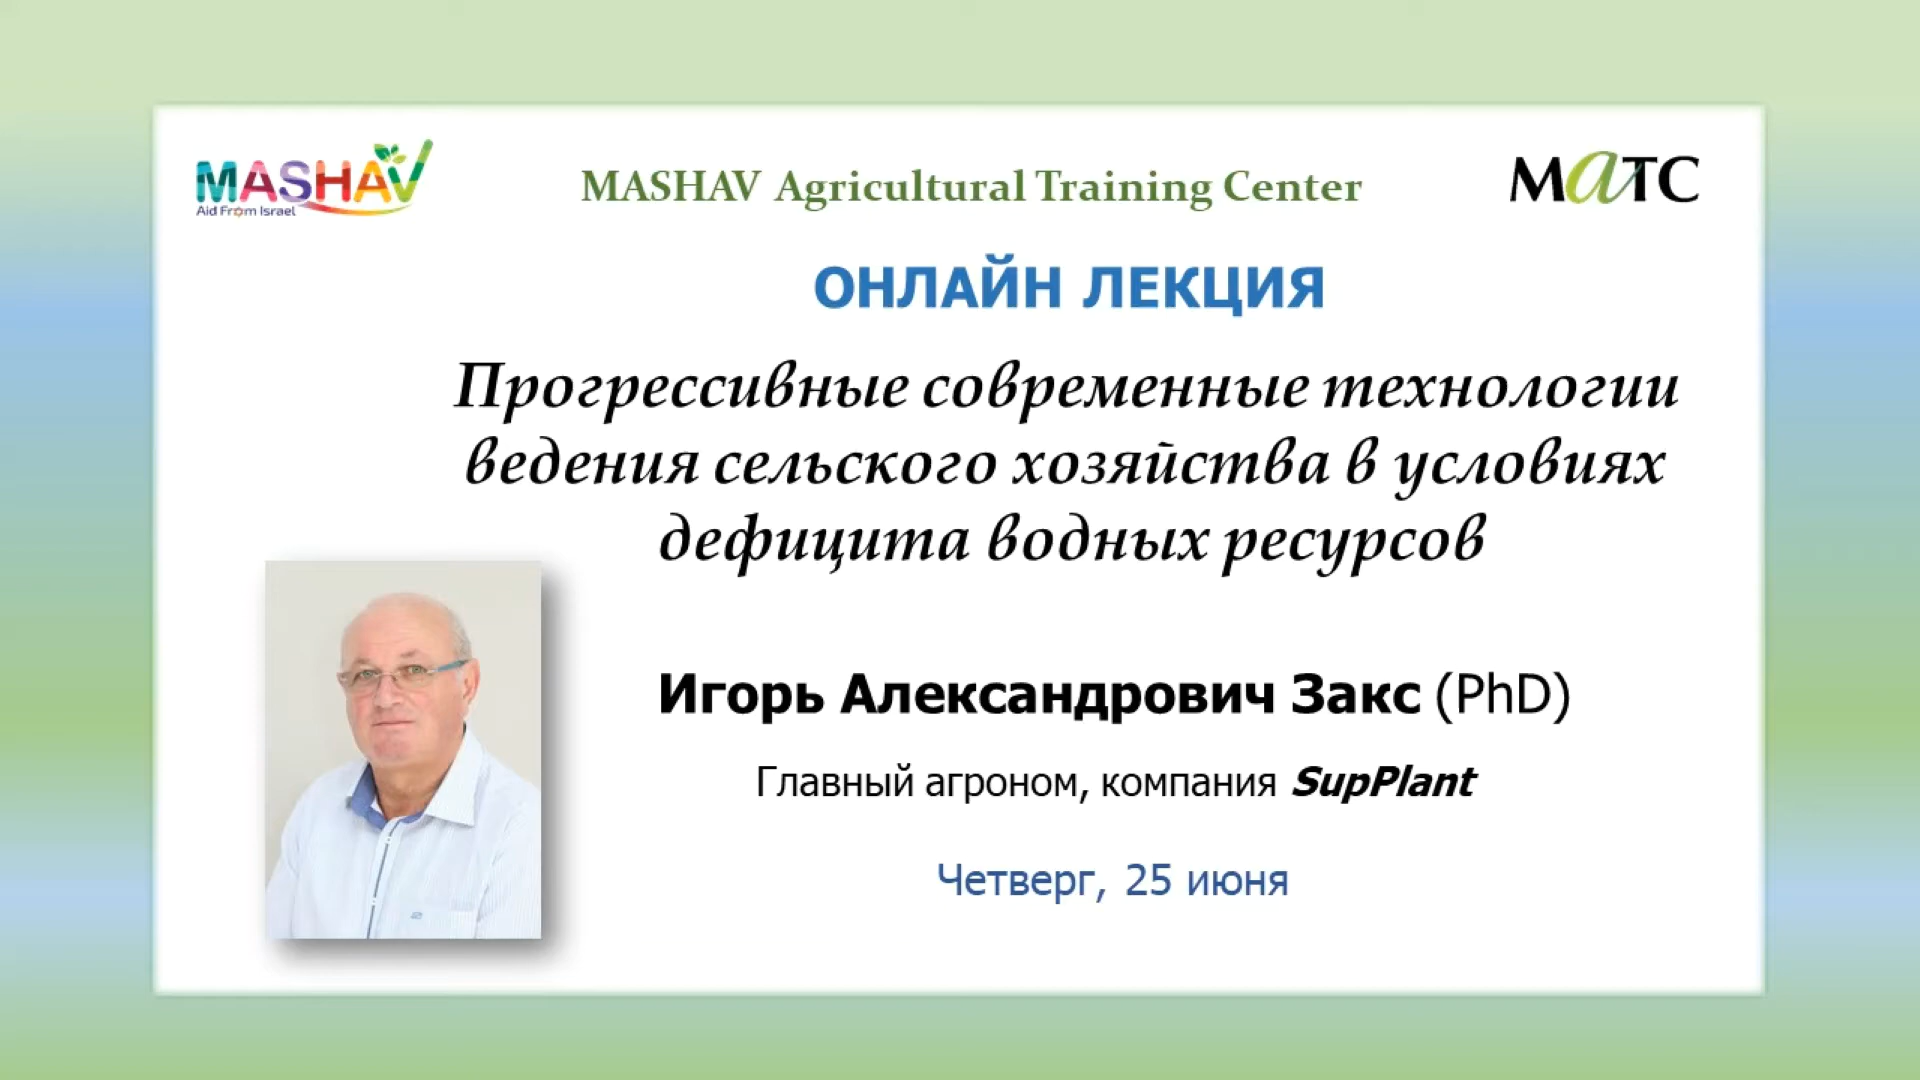 MASHAV
Aid From Israel
MASHAV Agricultural Training Center
MATC
ОНЛАЙН ЛЕКЦИЯ
Прогрессивные современные технологии
ведения сельского хозяйства в условиях
дефицита водных ресурсов
Игорь Александрович Закс (PhD)
Главный агроном, компания SupPlant
Четверг, 25 июня